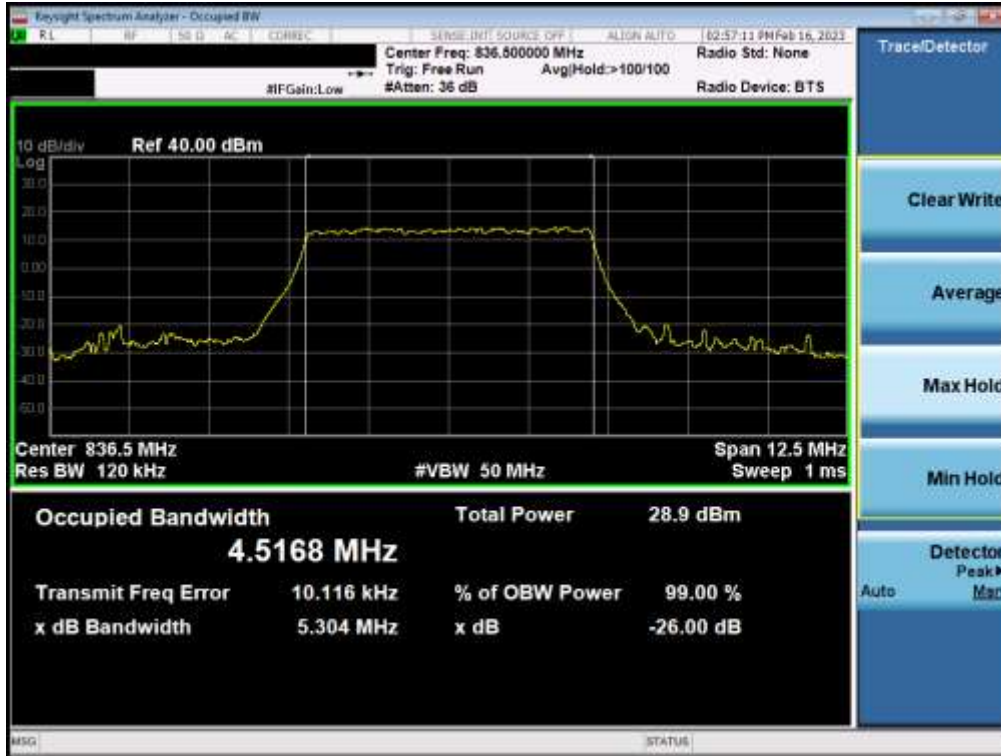 Keysight Spectrum Analyzer - Occupied BW
RL RF 50 Ω AC CORREC SENSE:INT SOURCE OFF ALIGN AUTO 02:57:11 PM Feb 16, 2023
Center Freq: 836.500000 MHz Radio Std: None
Trig: Free Run Avg|Hold:>100/100
#IFGain:Low #Atten: 36 dB Radio Device: BTS
10 dB/div Ref 40.00 dBm
Log
30.0
20.0
10.0
0.00
-10.0
-20.0
-30.0
-40.0
-50.0
Center 836.5 MHz Span 12.5 MHz
Res BW 120 kHz #VBW 50 MHz Sweep 1 ms
Occupied Bandwidth Total Power 28.9 dBm
4.5168 MHz
Transmit Freq Error 10.116 kHz % of OBW Power 99.00 %
x dB Bandwidth 5.304 MHz x dB -26.00 dB
MSG STATUS
Trace/Detector
Clear Write
Average
Max Hold
Min Hold
Detector
Peak▶
Auto Man